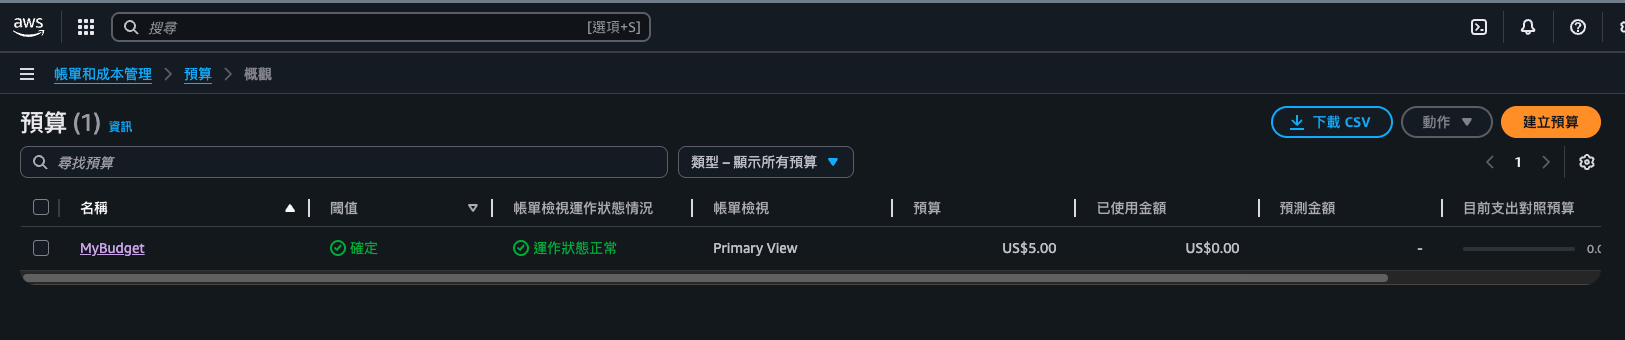 aws
搜尋 [選項+S]
帳單和成本管理 預算 概觀
預算 (1) 資訊
下載 CSV 動作 建立預算
尋找預算 類型 – 顯示所有預算 1
名稱 閾值 帳單檢視運作狀態情況 帳單檢視 預算 已使用金額 預測金額 目前支出對照預算
MyBudget 確定 運作狀態正常 Primary View US$5.00 US$0.00 -